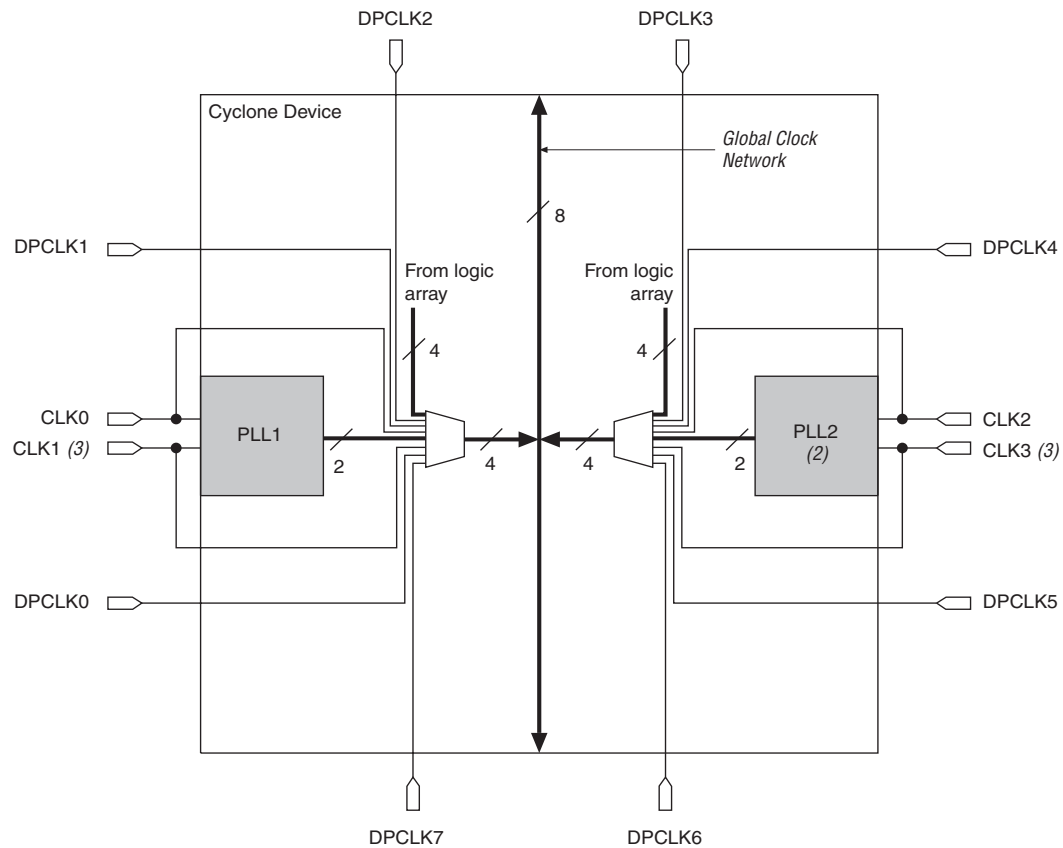 DPCLK2
DPCLK3
Cyclone Device
Global Clock
Network
8
DPCLK1
DPCLK4
From logic
array
From logic
array
4
4
CLK0
CLK1 (3)
PLL1
2
4
4
2
PLL2
(2)
CLK2
CLK3 (3)
DPCLK0
DPCLK5
DPCLK7
DPCLK6